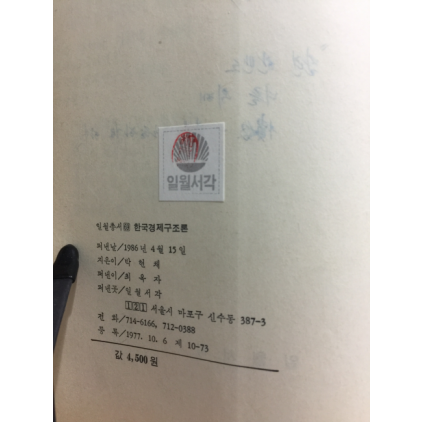 일월서각
일월총서 한국경제구조론
펴낸날/1986년 4월 15일
지은이/박 현 채
펴낸이/최 옥 자
펴낸곳/일 월 서 각
1 2 1 서울시 마포구 신수동 387-3
전 화/714-6166, 712-0388
등 록/1977. 10. 6 제 10-73
값 4,500원